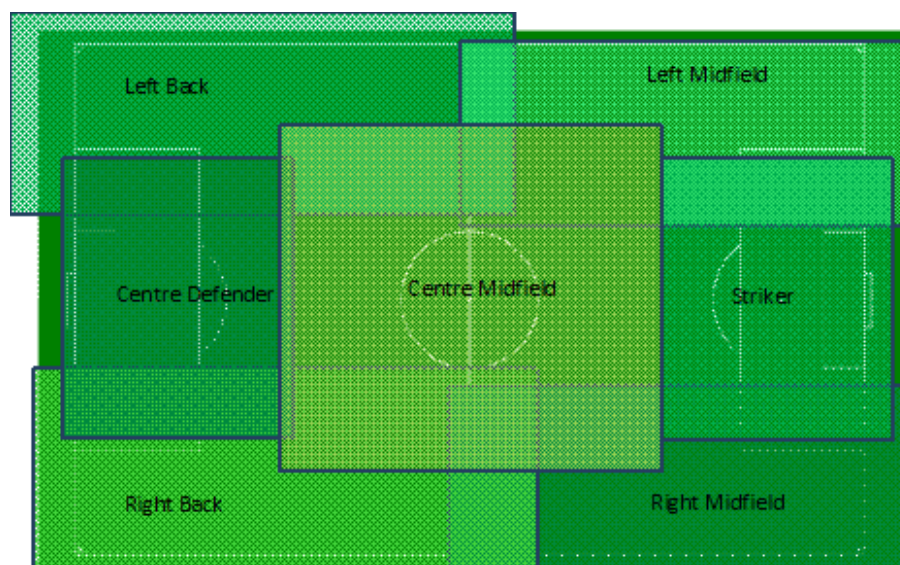 Left Back
Left Midfield
Centre Defender
Centre Midfield
Striker
Right Back
Right Midfield